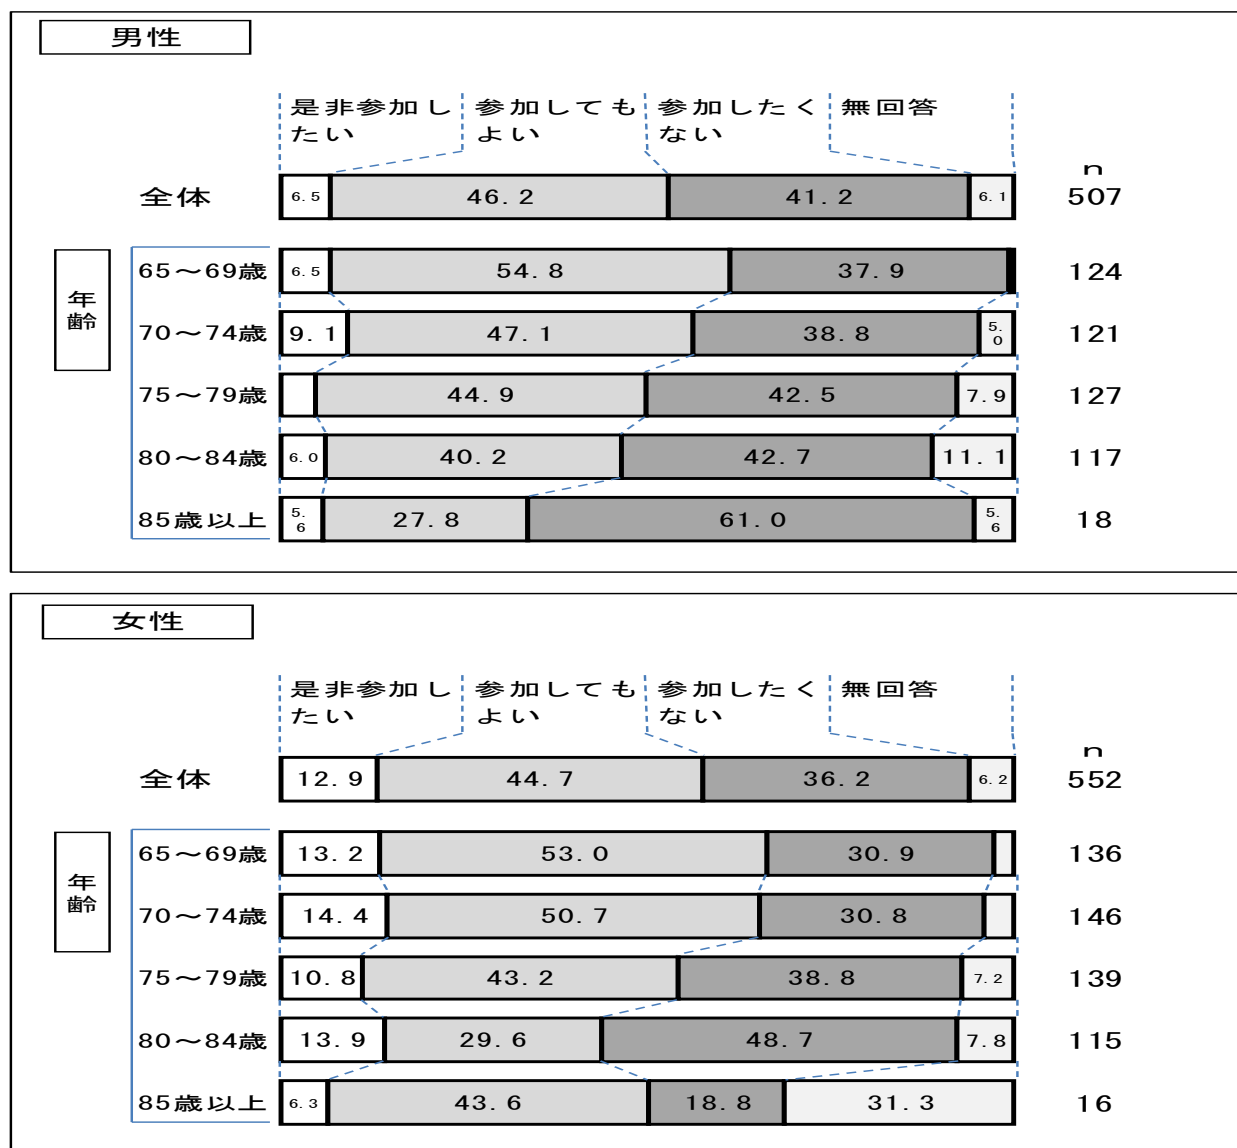 男性
是非参加し 参加しても 参加したく 無回答
たい よい ない
n
全体 6.5 46.2 41.2 6.1 507
年齢
65～69歳 6.5 54.8 37.9 124
70～74歳 9.1 47.1 38.8 5.0 121
75～79歳 44.9 42.5 7.9 127
80～84歳 6.0 40.2 42.7 11.1 117
85歳以上 5.6 27.8 61.0 5.6 18
女性
是非参加し 参加しても 参加したく 無回答
たい よい ない
n
全体 12.9 44.7 36.2 6.2 552
年齢
65～69歳 13.2 53.0 30.9 136
70～74歳 14.4 50.7 30.8 146
75～79歳 10.8 43.2 38.8 7.2 139
80～84歳 13.9 29.6 48.7 7.8 115
85歳以上 6.3 43.6 18.8 31.3 16